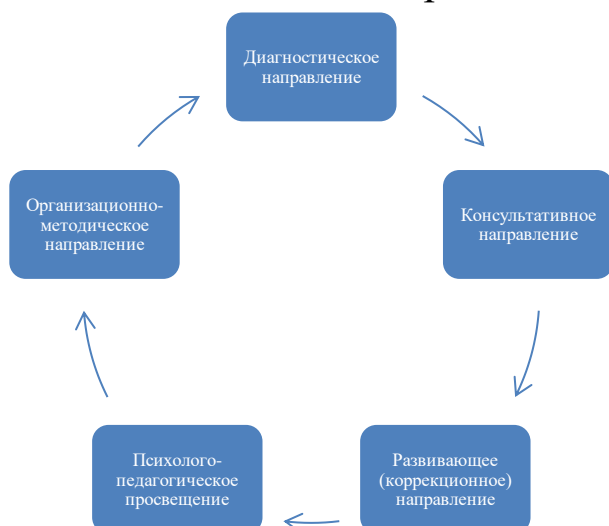 Диагностическое
направление
Консультативное
направление
Развивающее
(коррекционное)
направление
Психолого-
педагогическое
просвещение
Организационно-
методическое
направление